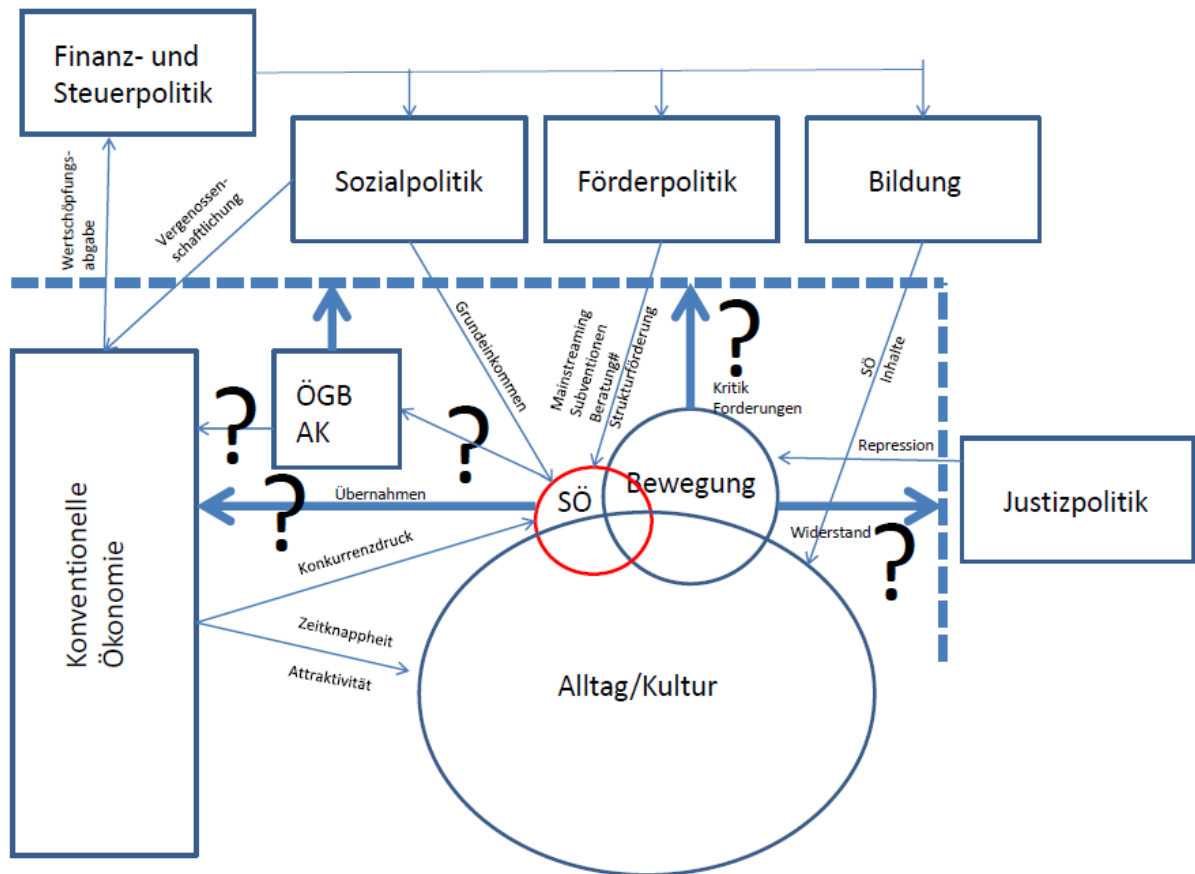 Finanz- und
Steuerpolitik
Sozialpolitik
Förderpolitik
Bildung
Wertschöpfungs-
abgabe
Vergenossen-
schaftlichung
Grundeinkommen
Mainstreaming
Subventionen
Beratung#
Strukturförderung
?
Kritik
Forderungen
SÖ
Inhalte
ÖGB
AK
?
?
Repression
Justizpolitik
Bewegung
SÖ
Übernahmen
?
Widerstand
?
Konkurrenzdruck
Konventionelle
Ökonomie
Zeitknappheit
Attraktivität
Alltag/Kultur